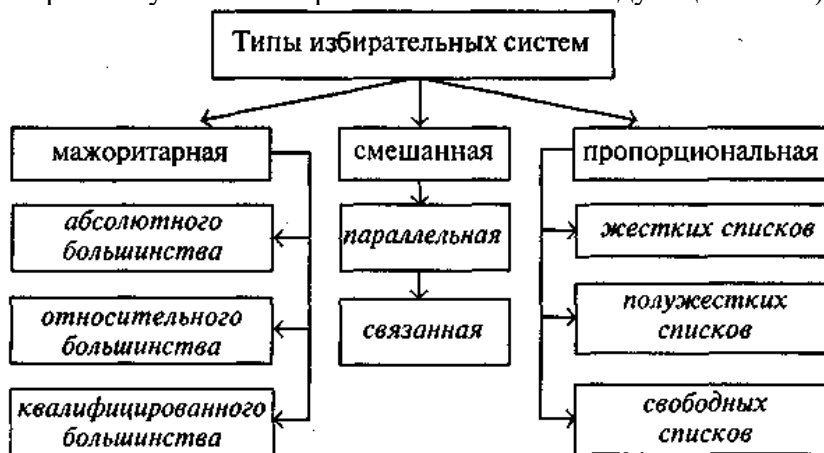 Типы избирательных систем
мажоритарная
смешанная
пропорциональная
абсолютного
большинства
параллельная
жестких списков
относительного
большинства
связанная
полужестких
списков
квалифицированного
большинства
свободных
списков